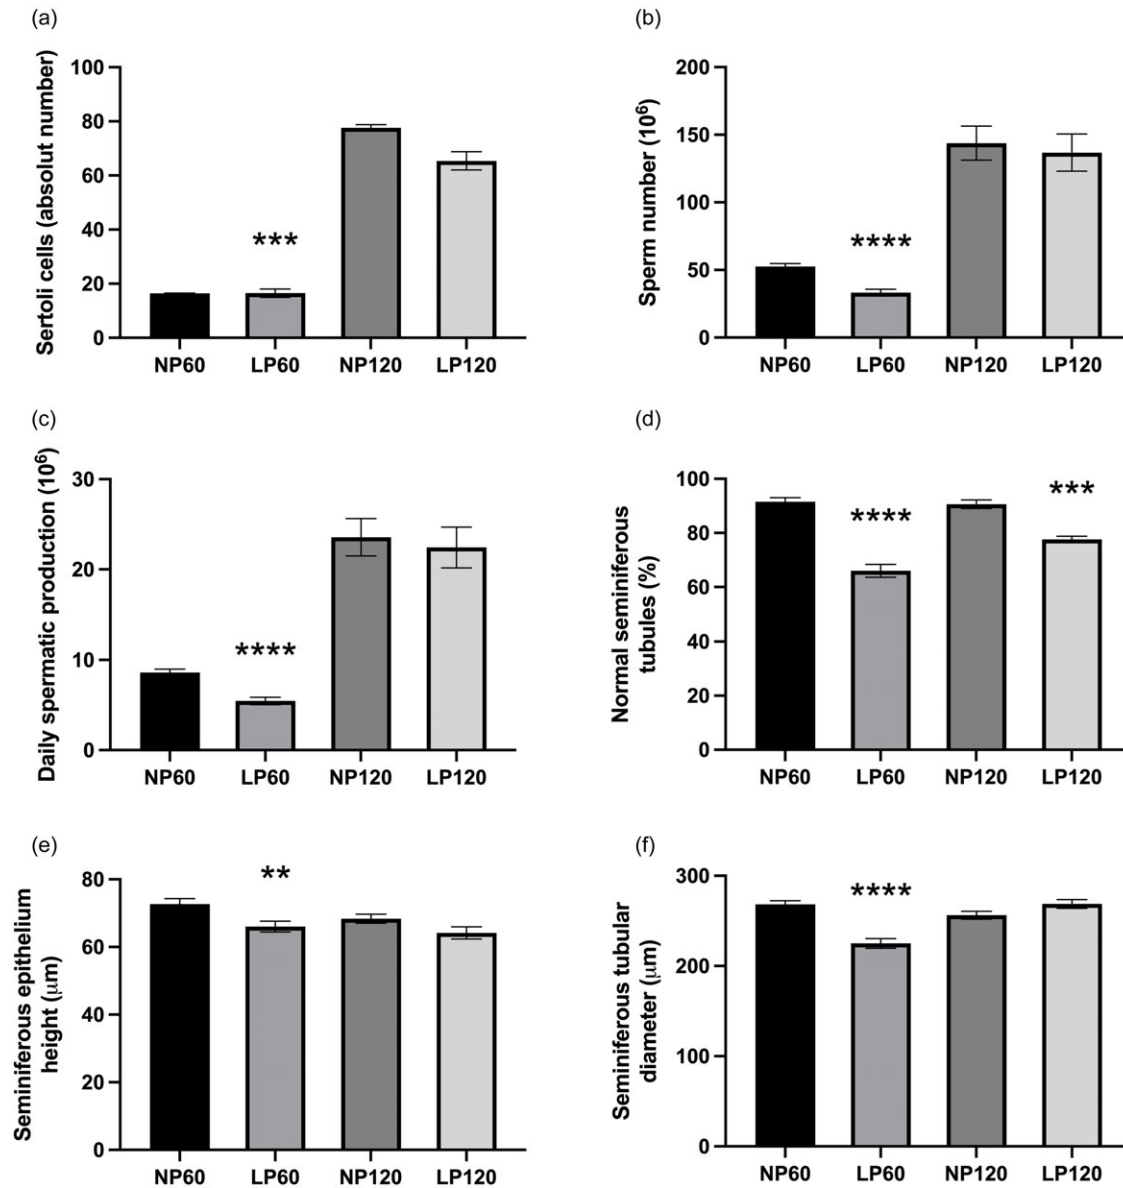 (a)
Sertoli cells (absolut number)
100
80
60
40
20
0
***
NP60 LP60 NP120 LP120
(b)
Sperm number (10⁶)
200
150
100
50
0
****
NP60 LP60 NP120 LP120
(c)
Daily spermatic production (10⁶)
30
20
10
0
****
NP60 LP60 NP120 LP120
(d)
Normal seminiferous
tubules (%)
100
80
60
40
20
0
****
***
NP60 LP60 NP120 LP120
(e)
Seminiferous epithelium
height (μm)
80
60
40
20
0
**
NP60 LP60 NP120 LP120
(f)
Seminiferous tubular
diameter (μm)
300
200
100
0
****
NP60 LP60 NP120 LP120